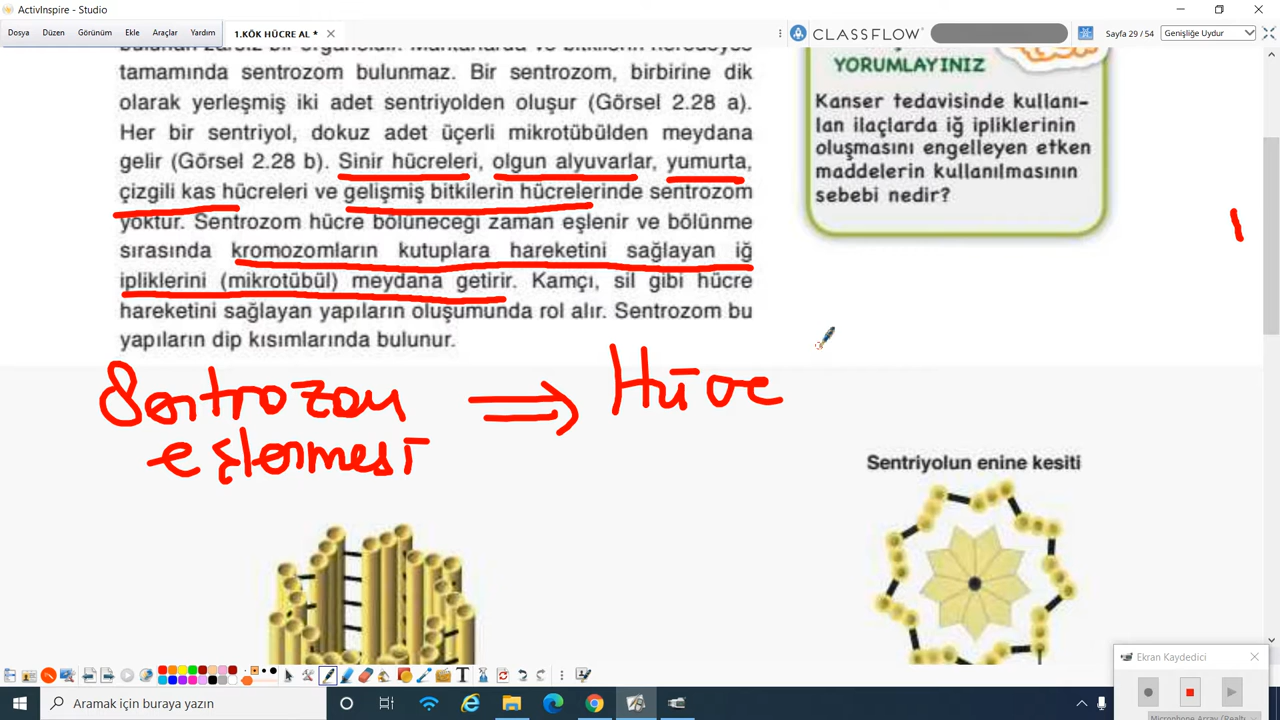 ActivInspire - Studio
Dosya Düzen Görünüm Ekle Araçlar Yardım
1.KÖK HÜCRE AL *
CLASSFLOW
Sayfa 29 / 54
Genişliğe Uydur
tamamında sentrozom bulunmaz. Bir sentrozom, birbirine dik
olarak yerleşmiş iki adet sentriyolden oluşur (Görsel 2.28 a).
Her bir sentriyol, dokuz adet üçerli mikrotübülden meydana
gelir (Görsel 2.28 b). Sinir hücreleri, olgun alyuvarlar, yumurta,
çizgili kas hücreleri ve gelişmiş bitkilerin hücrelerinde sentrozom
yoktur. Sentrozom hücre bölüneceği zaman eşlenir ve bölünme
sırasında kromozomların kutuplara hareketini sağlayan iğ
ipliklerini (mikrotübül) meydana getirir. Kamçı, sil gibi hücre
hareketini sağlayan yapıların oluşumunda rol alır. Sentrozom bu
yapıların dip kısımlarında bulunur.
YORUMLAYINIZ
Kanser tedavisinde kullanı-
lan ilaçlarda iğ ipliklerinin
oluşmasını engelleyen etken
maddelerin kullanılmasının
sebebi nedir?
Sentrozom
eşlenmesi
⇒ Hücre
Sentriyolun enine kesiti
Ekran Kaydedici
Aramak için buraya yazın